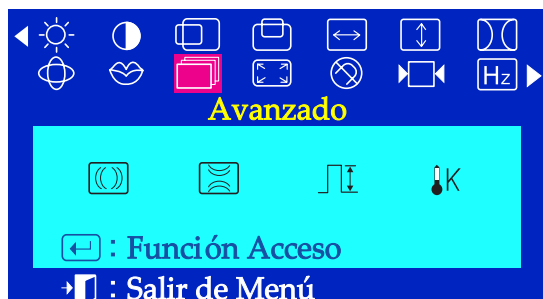 Hz
Avanzado
K
: Función Acceso
: Salir de Menú